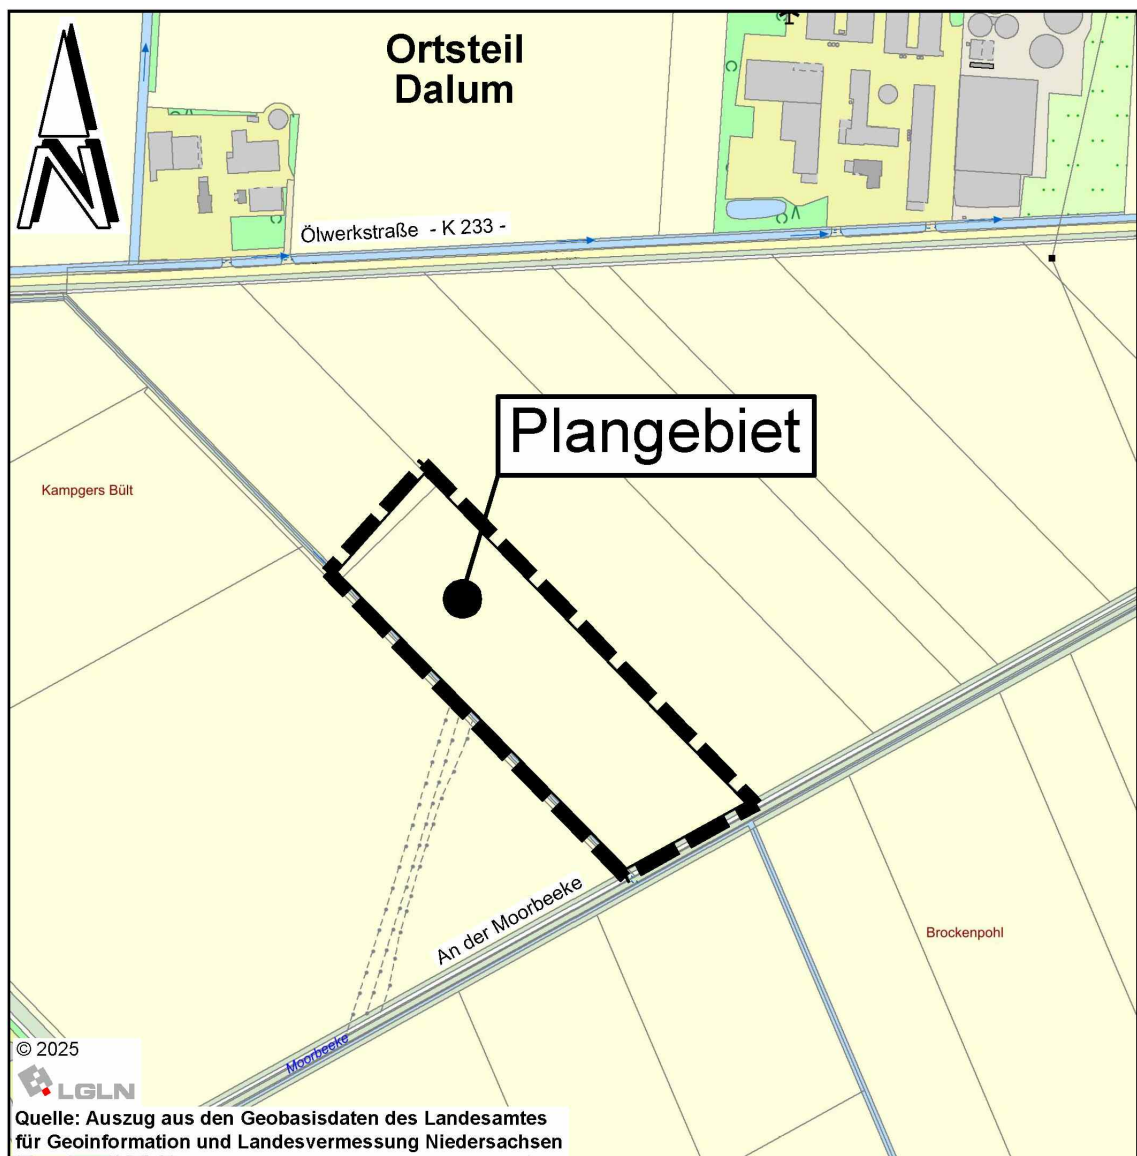 Ortsteil
Dalum
N
Ölwerkstraße - K 233 -
Plangebiet
Kampgers Bült
An der Moorbeeke
Brockenpohl
Moorbeeke
© 2025
LGLN
Quelle: Auszug aus den Geobasisdaten des Landesamtes
für Geoinformation und Landesvermessung Niedersachsen